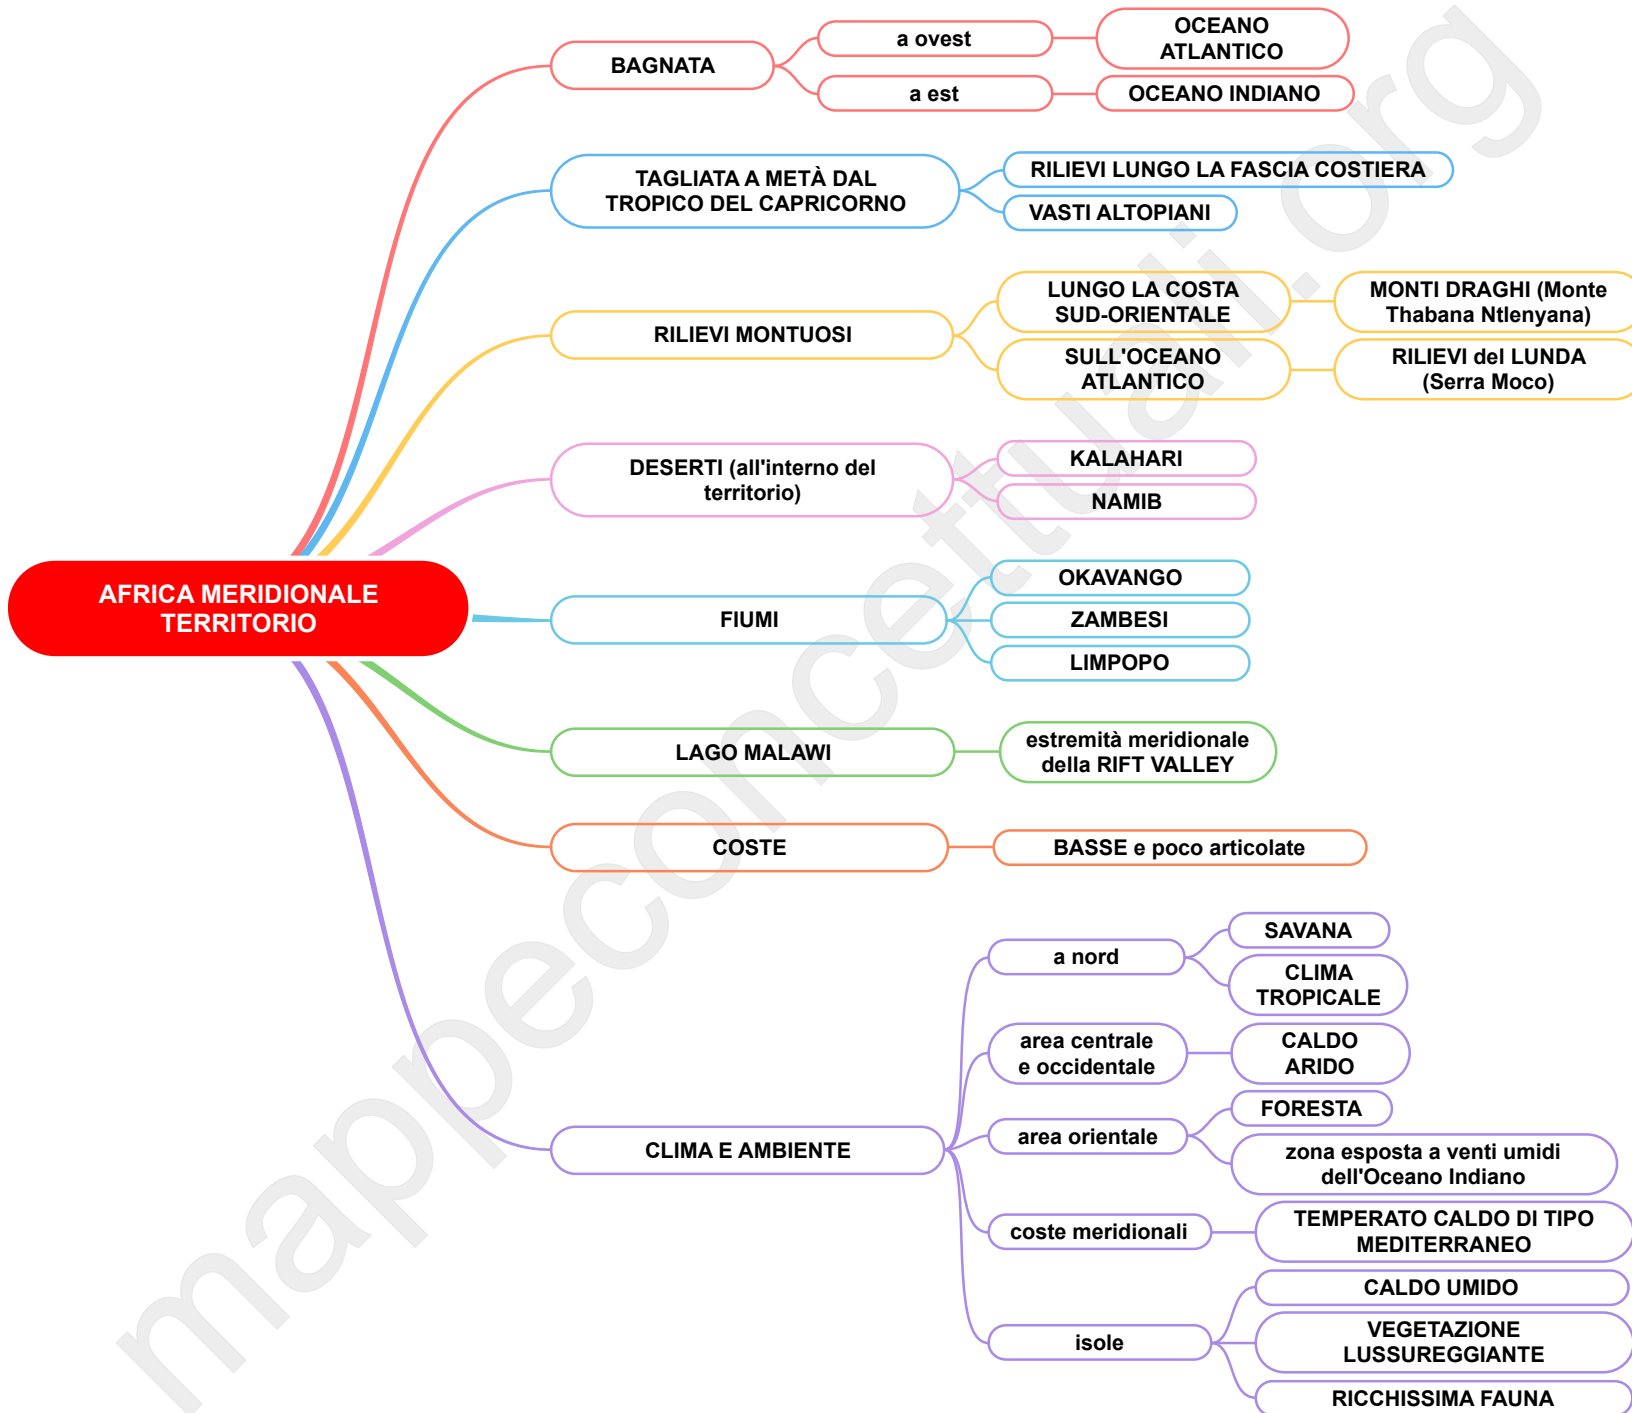 BAGNATA
a ovest
OCEANO
ATLANTICO
a est
OCEANO INDIANO
TAGLIATA A METÀ DAL
TROPICO DEL CAPRICORNO
RILIEVI LUNGO LA FASCIA COSTIERA
VASTI ALTOPIANI
RILIEVI MONTUOSI
LUNGO LA COSTA
SUD-ORIENTALE
MONTI DRAGHI (Monte
Thabana Ntlenyana)
SULL'OCEANO
ATLANTICO
RILIEVI del LUNDA
(Serra Moco)
DESERTI (all'interno del
territorio)
KALAHARI
NAMIB
AFRICA MERIDIONALE
TERRITORIO
FIUMI
OKAVANGO
ZAMBESI
LIMPOPO
LAGO MALAWI
estremità meridionale
della RIFT VALLEY
COSTE
BASSE e poco articolate
CLIMA E AMBIENTE
a nord
SAVANA
CLIMA
TROPICALE
area centrale
e occidentale
CALDO
ARIDO
area orientale
FORESTA
zona esposta a venti umidi
dell'Oceano Indiano
coste meridionali
TEMPERATO CALDO DI TIPO
MEDITERRANEO
isole
CALDO UMIDO
VEGETAZIONE
LUSSUREGGIANTE
RICCHISSIMA FAUNA
mappeconcettuali.org